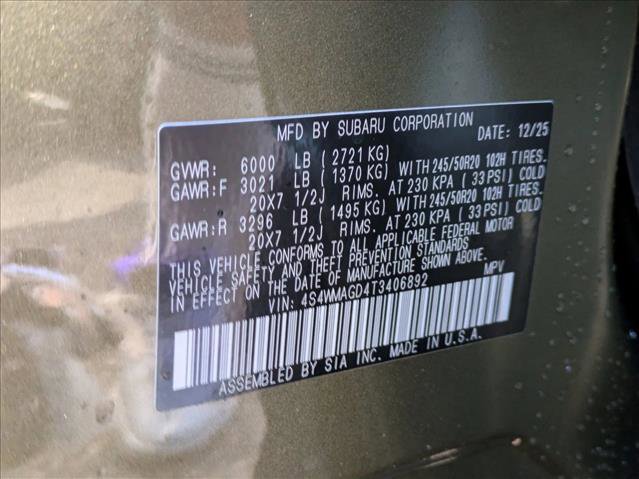 MFD BY SUBARU CORPORATION DATE: 12/25
GVWR: 6000 LB (2721 KG)
GAWR:F 3021 LB (1370 KG) WITH 245/50R20 102H TIRES.
20X7 1/2J RIMS. AT 230 KPA (33 PSI) COLD
GAWR:R 3296 LB (1495 KG) WITH 245/50R20 102H TIRES.
20X7 1/2J RIMS. AT 230 KPA (33 PSI) COLD
THIS VEHICLE CONFORMS TO ALL APPLICABLE FEDERAL MOTOR
VEHICLE SAFETY AND THEFT PREVENTION STANDARDS
IN EFFECT ON THE DATE OF MANUFACTURE SHOWN ABOVE.
VIN: 4S4WMAGD4T3406892 MPV
ASSEMBLED BY SIA INC. MADE IN U.S.A.